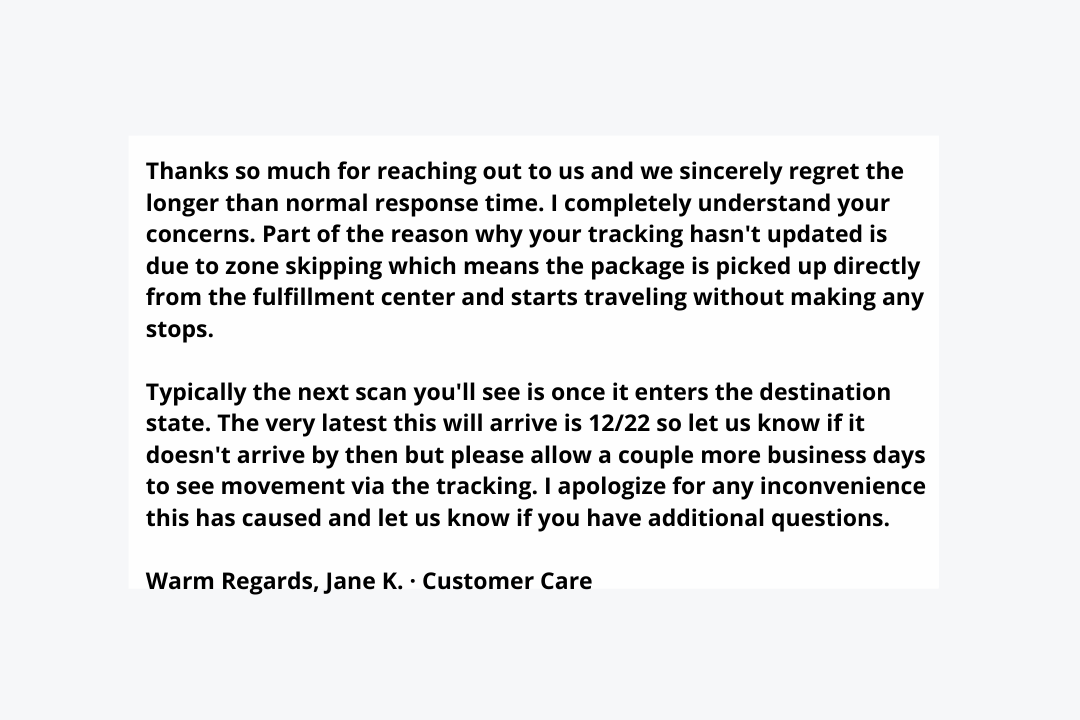 Thanks so much for reaching out to us and we sincerely regret the
longer than normal response time. I completely understand your
concerns. Part of the reason why your tracking hasn't updated is
due to zone skipping which means the package is picked up directly
from the fulfillment center and starts traveling without making any
stops.
Typically the next scan you'll see is once it enters the destination
state. The very latest this will arrive is 12/22 so let us know if it
doesn't arrive by then but please allow a couple more business days
to see movement via the tracking. I apologize for any inconvenience
this has caused and let us know if you have additional questions.
Warm Regards, Jane K. · Customer Care